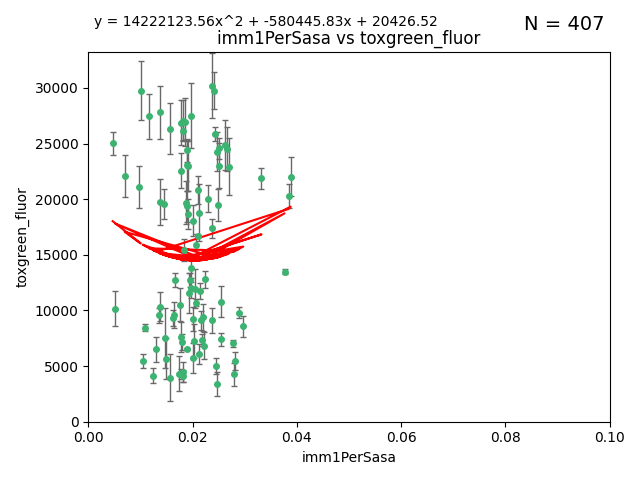 y = 14222123.56x^2 + -580445.83x + 20426.52
N = 407
imm1PerSasa vs toxgreen_fluor
toxgreen_fluor
30000
25000
20000
15000
10000
5000
0
0.00 0.02 0.04 0.06 0.08 0.10
imm1PerSasa